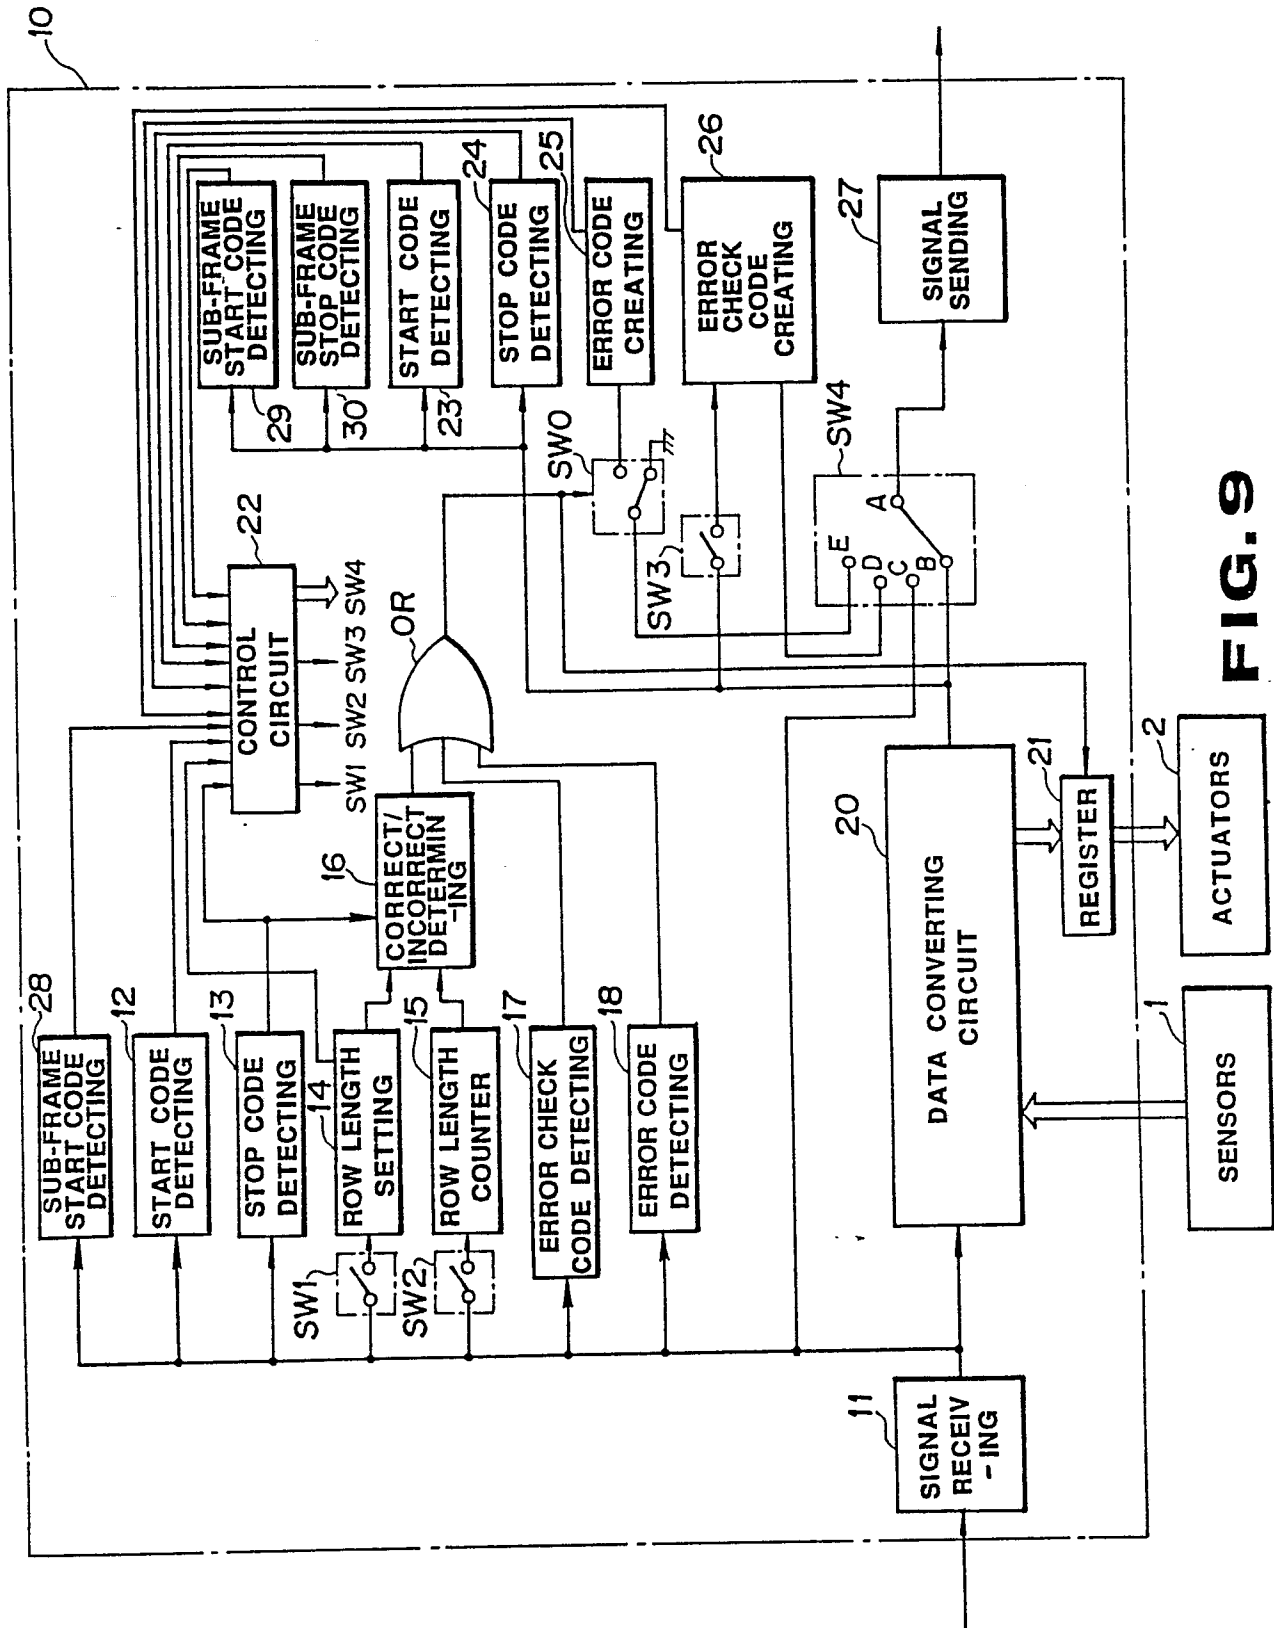 10
28
SUB-FRAME
START CODE
DETECTING
12
START CODE
DETECTING
13
STOP CODE
DETECTING
14
ROW LENGTH
SETTING
15
ROW LENGTH
COUNTER
17
ERROR CHECK
CODE DETECTING
18
ERROR CODE
DETECTING
SW1
SW2
11
SIGNAL
RECEIV
-ING
16
CORRECT/
INCORRECT
DETERMIN
-ING
OR
22
CONTROL
CIRCUIT
SW1
SW2
SW3
SW4
SUB-FRAME
START CODE
DETECTING
29
SUB-FRAME
STOP CODE
DETECTING
30
START CODE
DETECTING
23
24
STOP CODE
DETECTING
25
ERROR CODE
CREATING
26
ERROR
CHECK
CODE
CREATING
SW0
SW3
SW4
A
B
C
D
E
27
SIGNAL
SENDING
20
DATA CONVERTING
CIRCUIT
21
REGISTER
1
SENSORS
2
ACTUATORS
FIG. 9